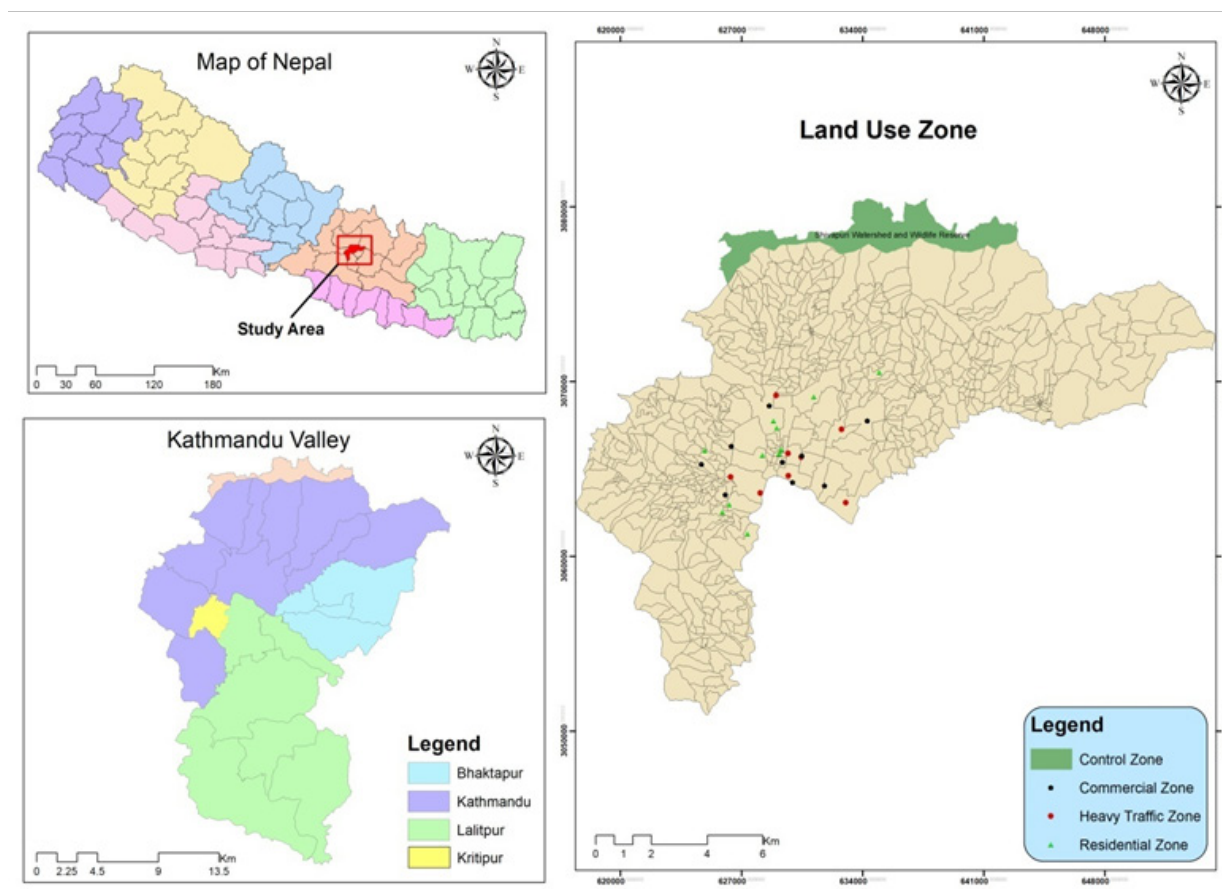 Map of Nepal
N
W
E
S
Study Area
0 30 60 120 180
Km
Kathmandu Valley
N
W
E
S
Legend
Bhaktapur
Kathmandu
Lalitpur
Kritipur
0 2.25 4.5 9 13.5
Km
620000 627000 634000 641000 648000
N
W
E
S
Land Use Zone
3080000
Shivapuri Watershed and Wildlife Reserve
3070000
3060000
3050000
Legend
Control Zone
Commercial Zone
Heavy Traffic Zone
Residential Zone
0 1 2 4 6
Km
620000 627000 634000 641000 648000